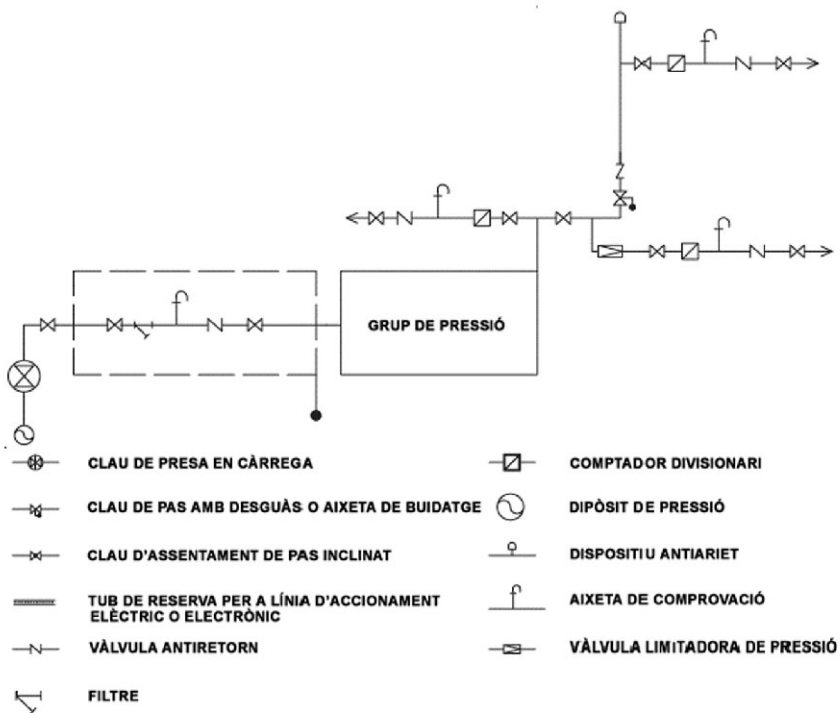 GRUP DE PRESSIÓ
CLAU DE PRESA EN CÀRREGA
CLAU DE PAS AMB DESGUÀS O AIXETA DE BUIDATGE
CLAU D'ASSENTAMENT DE PAS INCLINAT
TUB DE RESERVA PER A LÍNIA D'ACCIONAMENT
ELÈCTRIC O ELECTRÒNIC
VÀLVULA ANTIRETORN
FILTRE
COMPTADOR DIVISIONARI
DIPÒSIT DE PRESSIÓ
DISPOSITIU ANTIARIET
AIXETA DE COMPROVACIÓ
VÀLVULA LIMITADORA DE PRESSIÓ